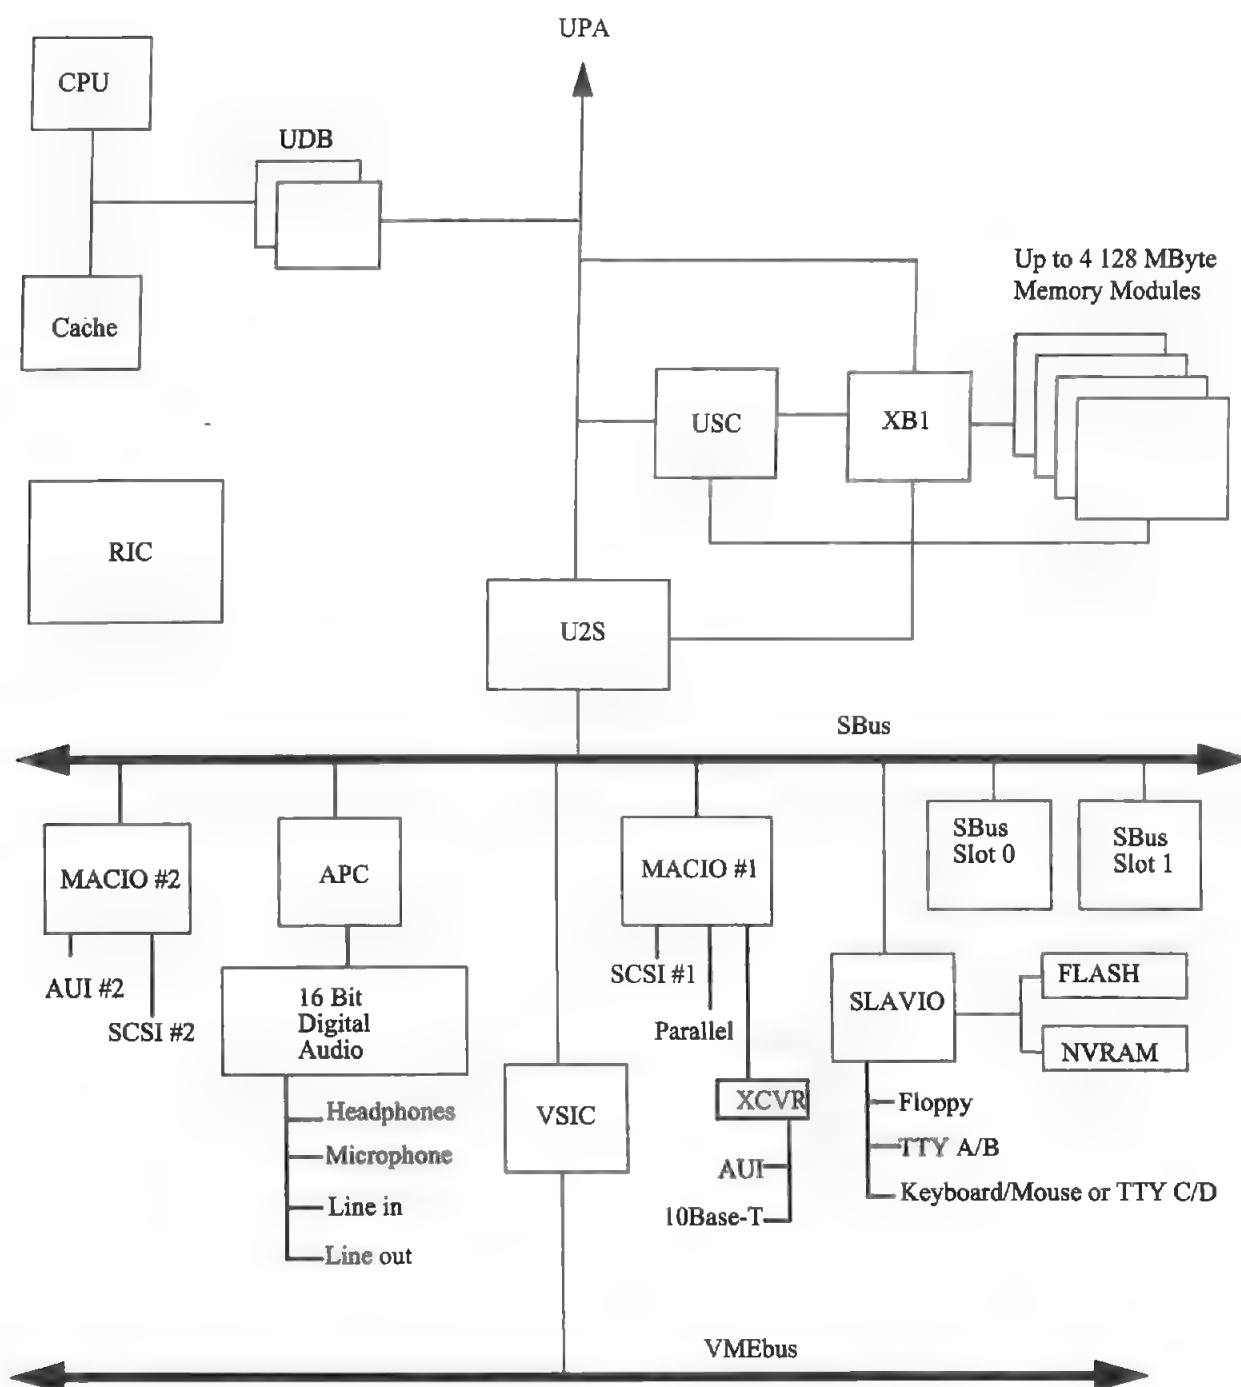 UPA
CPU
UDB
Up to 4 128 MByte
Memory Modules
Cache
USC
XB1
RIC
U2S
SBus
MACIO #2
APC
MACIO #1
SBus
Slot 0
SBus
Slot 1
AUI #2
SCSI #2
16 Bit
Digital
Audio
SCSI #1
Parallel
SLAVIO
FLASH
NVRAM
Headphones
Microphone
Line in
Line out
VSIC
XCVR
AUI
10Base-T
Floppy
TTY A/B
Keyboard/Mouse or TTY C/D
VMEbus